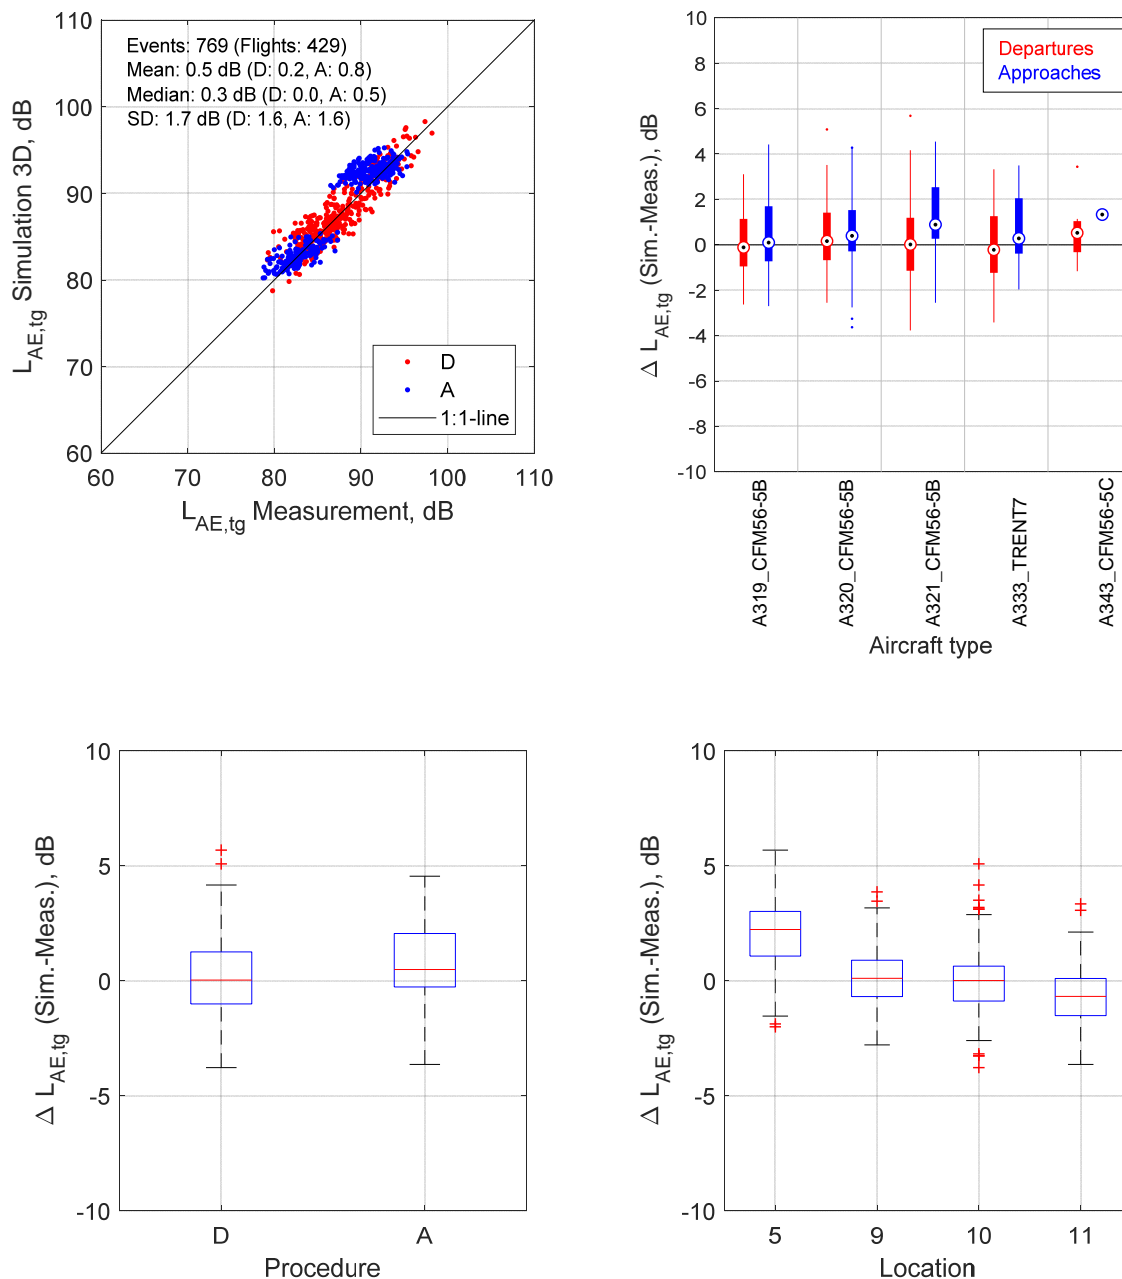 110
100
90
80
70
60
60
70
80
90
100
110
L_AE,tg Simulation 3D, dB
L_AE,tg Measurement, dB
Events: 769 (Flights: 429)
Mean: 0.5 dB (D: 0.2, A: 0.8)
Median: 0.3 dB (D: 0.0, A: 0.5)
SD: 1.7 dB (D: 1.6, A: 1.6)
D
A
1:1-line
10
8
6
4
2
0
-2
-4
-6
-8
-10
Δ L_AE,tg (Sim.-Meas.), dB
Departures
Approaches
A319_CFM56-5B
A320_CFM56-5B
A321_CFM56-5B
A333_TRENT7
A343_CFM56-5C
Aircraft type
10
5
0
-5
-10
Δ L_AE,tg (Sim.-Meas.), dB
D
A
Procedure
10
5
0
-5
-10
Δ L_AE,tg (Sim.-Meas.), dB
5
9
10
11
Location